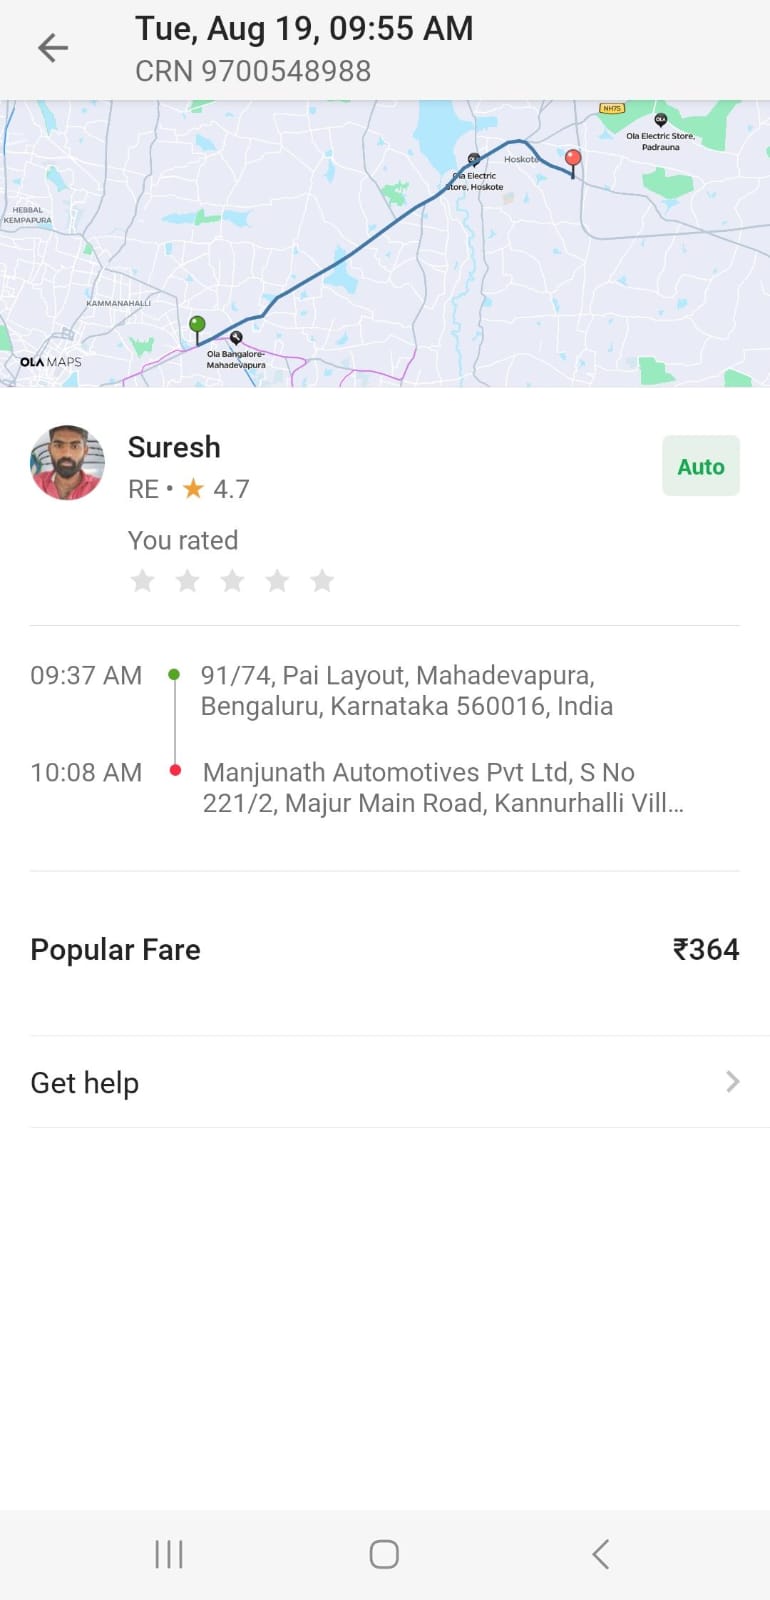 Tue, Aug 19, 09:55 AM
CRN 9700548988
NH75
Ola Electric Store,
Padrauna
Hoskote
Ola Electric
Store, Hoskote
HEBBAL
KEMPAPURA
KAMMANAHALLI
Ola Bangalore-
Mahadevapura
OLA MAPS
Suresh
RE • ★ 4.7
Auto
You rated
09:37 AM
91/74, Pai Layout, Mahadevapura,
Bengaluru, Karnataka 560016, India
10:08 AM
Manjunath Automotives Pvt Ltd, S No
221/2, Majur Main Road, Kannurhalli Vill...
Popular Fare
₹364
Get help